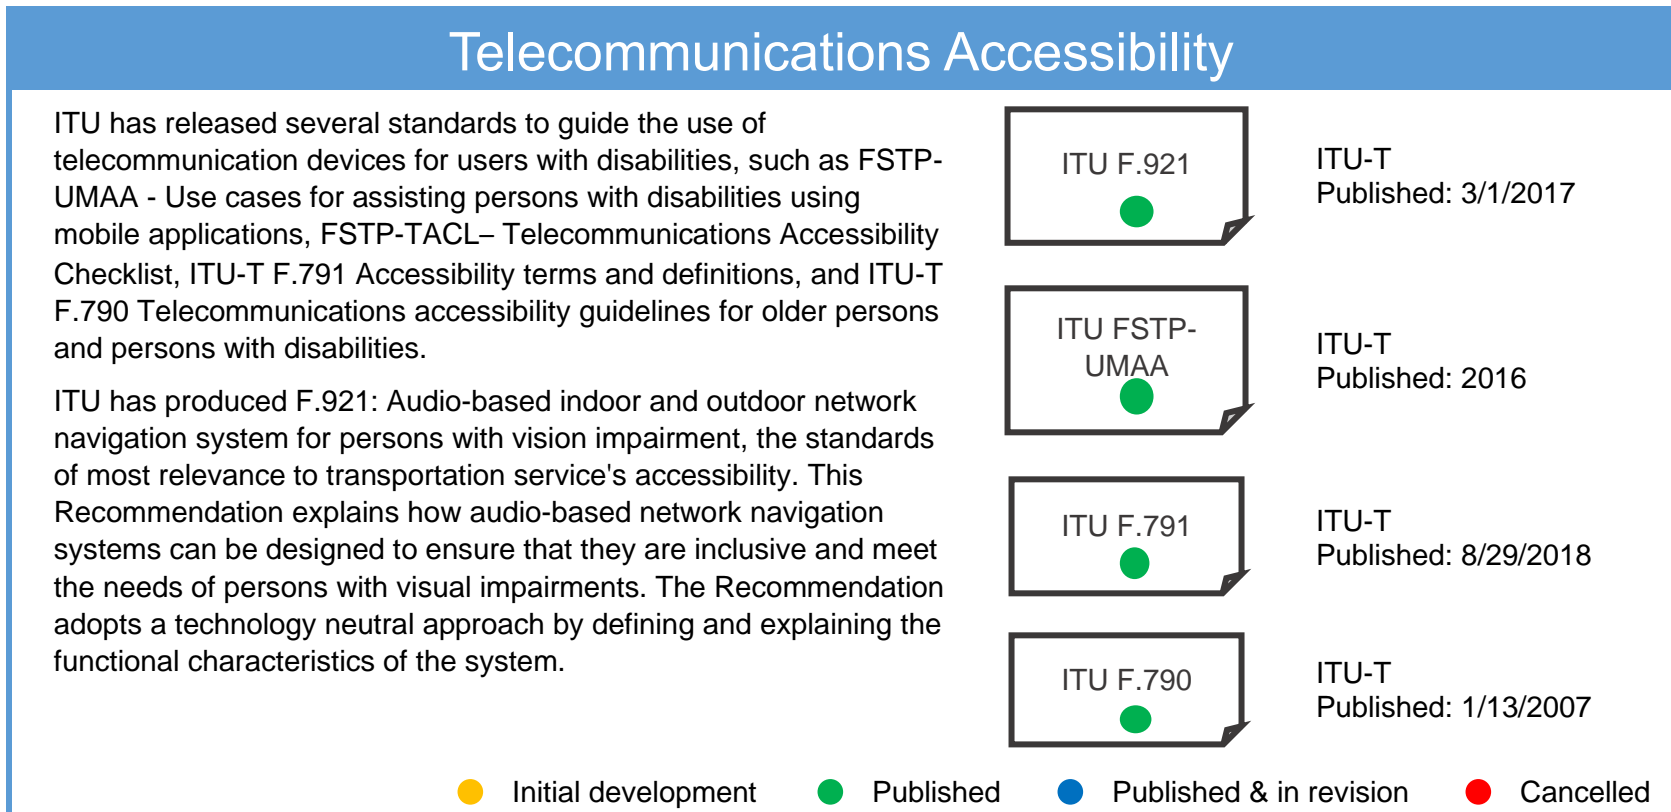 Telecommunications Accessibility
ITU has released several standards to guide the use of
telecommunication devices for users with disabilities, such as FSTP-
UMAA - Use cases for assisting persons with disabilities using
mobile applications, FSTP-TACL– Telecommunications Accessibility
Checklist, ITU-T F.791 Accessibility terms and definitions, and ITU-T
F.790 Telecommunications accessibility guidelines for older persons
and persons with disabilities.
ITU has produced F.921: Audio-based indoor and outdoor network
navigation system for persons with vision impairment, the standards
of most relevance to transportation service's accessibility. This
Recommendation explains how audio-based network navigation
systems can be designed to ensure that they are inclusive and meet
the needs of persons with visual impairments. The Recommendation
adopts a technology neutral approach by defining and explaining the
functional characteristics of the system.
ITU F.921
ITU-T
Published: 3/1/2017
ITU FSTP-
UMAA
ITU-T
Published: 2016
ITU F.791
ITU-T
Published: 8/29/2018
ITU F.790
ITU-T
Published: 1/13/2007
Initial development
Published
Published & in revision
Cancelled